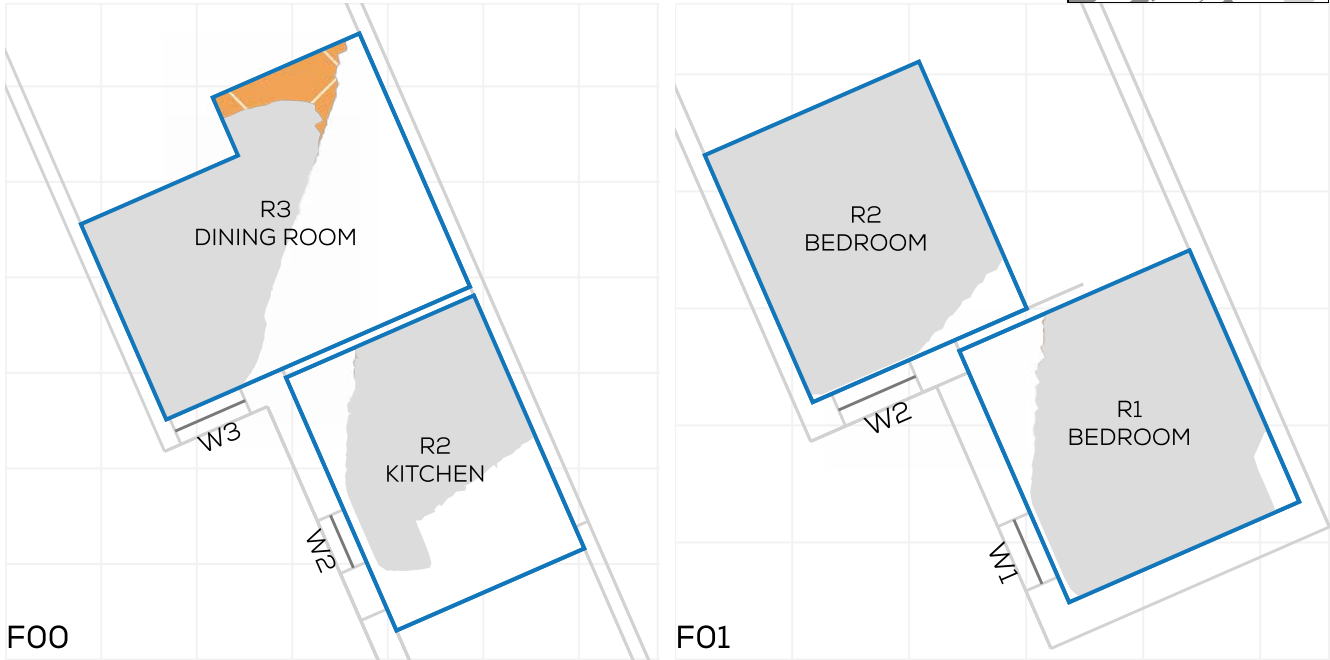 R3
DINING ROOM
W3
R2
KITCHEN
W2
F00
R2
BEDROOM
W2
R1
BEDROOM
W1
F01